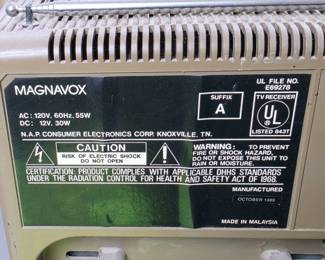 MAGNAVOX
UL FILE NO.
E69278
SUFFIX
A
TV RECEIVER
UL
LISTED 843T
AC: 120V, 60Hz, 55W
DC: 12V, 30W
N.A.P. CONSUMER ELECTRONICS CORP. KNOXVILLE, TN.
CAUTION
RISK OF ELECTRIC SHOCK
DO NOT OPEN
WARNING: TO PREVENT
FIRE OR SHOCK HAZARD,
DO NOT EXPOSE THIS UNIT TO
RAIN OR MOISTURE.
CERTIFICATION: PRODUCT COMPLIES WITH APPLICABLE DHHS STANDARDS
UNDER THE RADIATION CONTROL FOR HEALTH AND SAFETY ACT OF 1968.
MANUFACTURED
OCTOBER 1989
MADE IN MALAYSIA